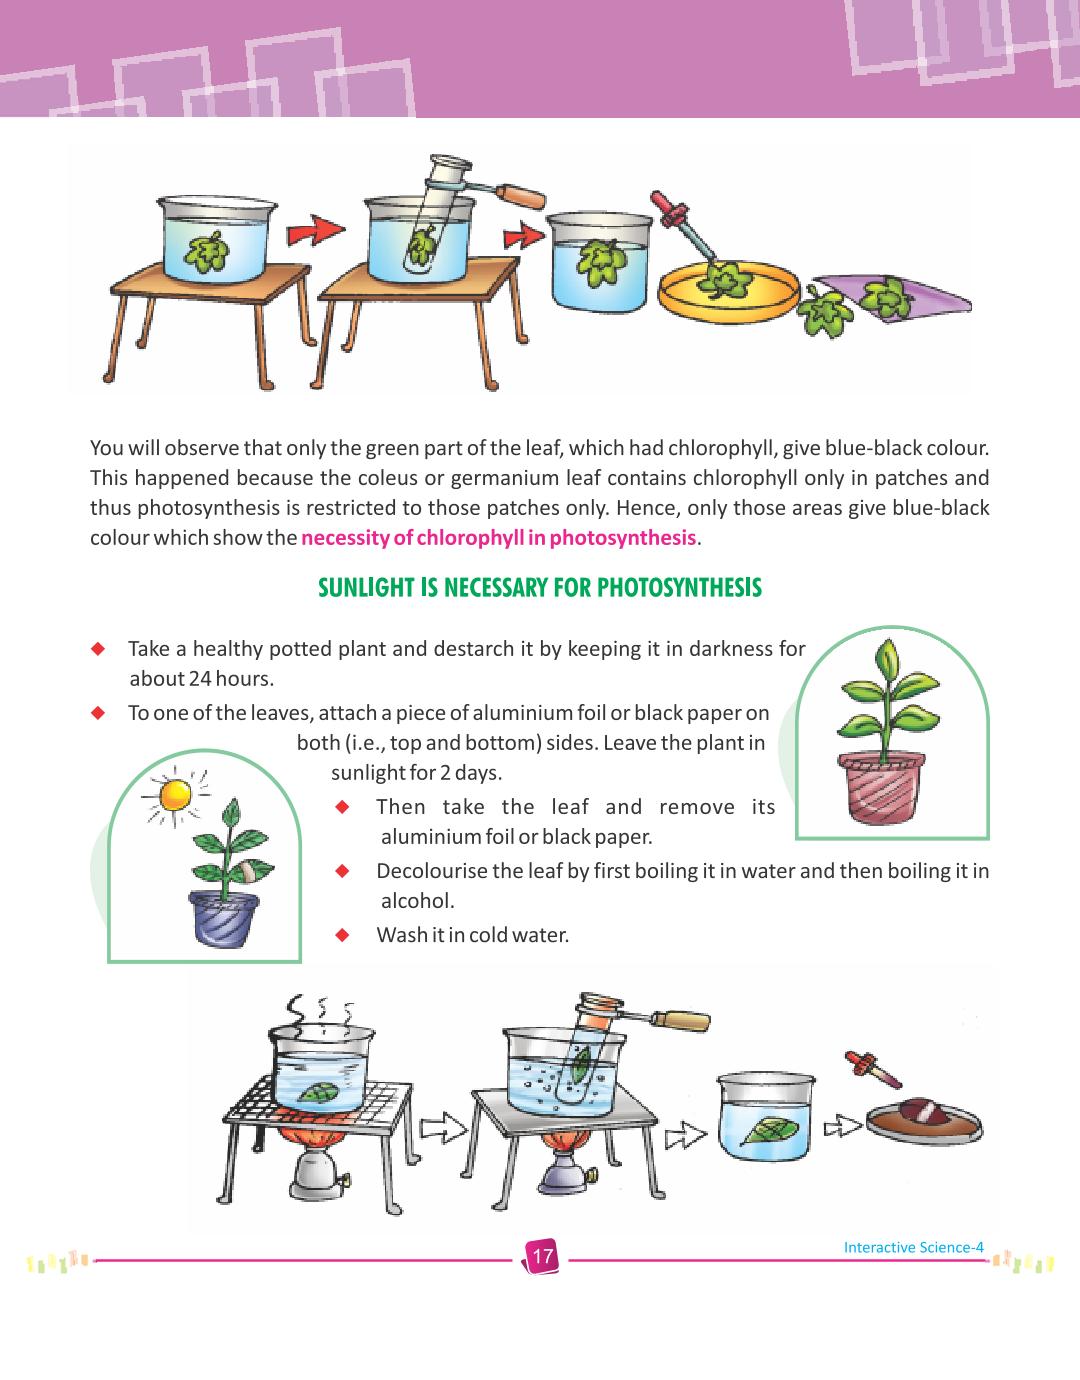 You will observe that only the green part of the leaf, which had chlorophyll, give blue-black colour.
This happened because the coleus or germanium leaf contains chlorophyll only in patches and
thus photosynthesis is restricted to those patches only. Hence, only those areas give blue-black
colour which show the necessity of chlorophyll in photosynthesis.
SUNLIGHT IS NECESSARY FOR PHOTOSYNTHESIS
◆ Take a healthy potted plant and destarch it by keeping it in darkness for
about 24 hours.
◆ To one of the leaves, attach a piece of aluminium foil or black paper on
both (i.e., top and bottom) sides. Leave the plant in
sunlight for 2 days.
◆ Then take the leaf and remove its
aluminium foil or black paper.
◆ Decolourise the leaf by first boiling it in water and then boiling it in
alcohol.
◆ Wash it in cold water.
Interactive Science-4
17